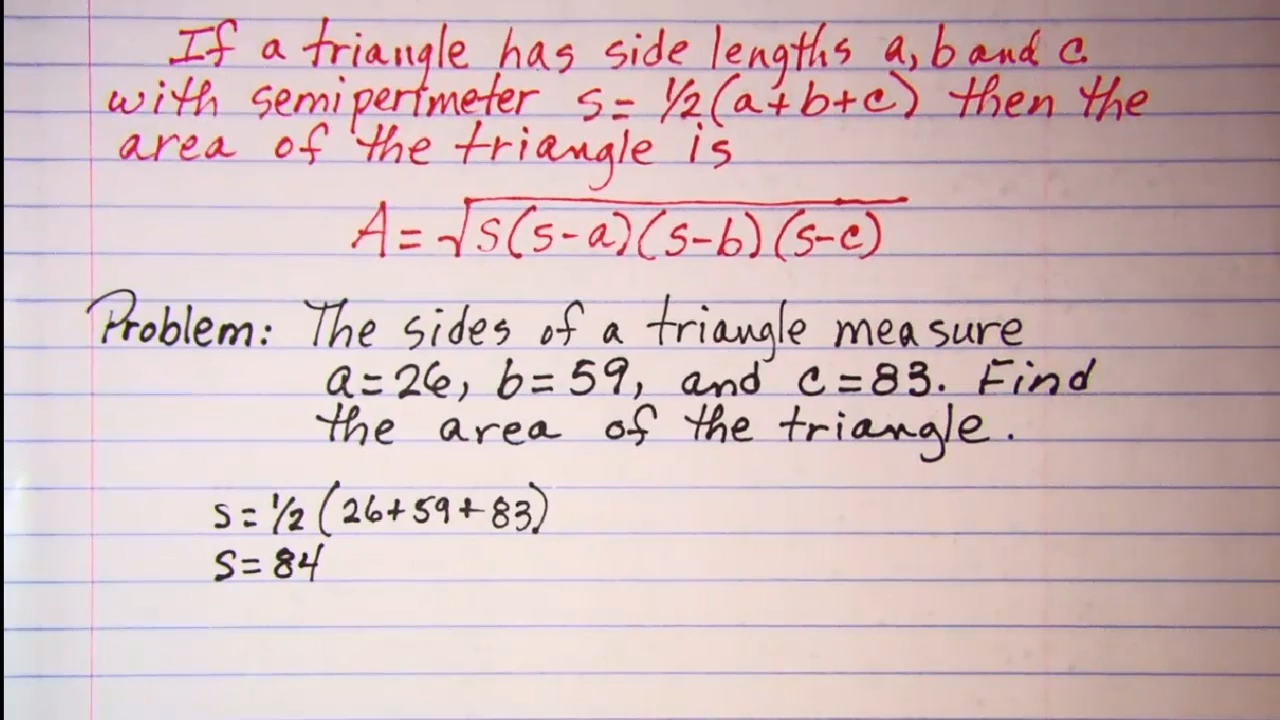 If a triangle has side lengths a, b and c
with semiperimeter s = 1/2(a+b+c) then the
area of the triangle is
A = √s(s-a)(s-b)(s-c)
Problem: The sides of a triangle measure
a=26, b=59, and c=83. Find
the area of the triangle.
s = 1/2 (26+59+83)
s = 84